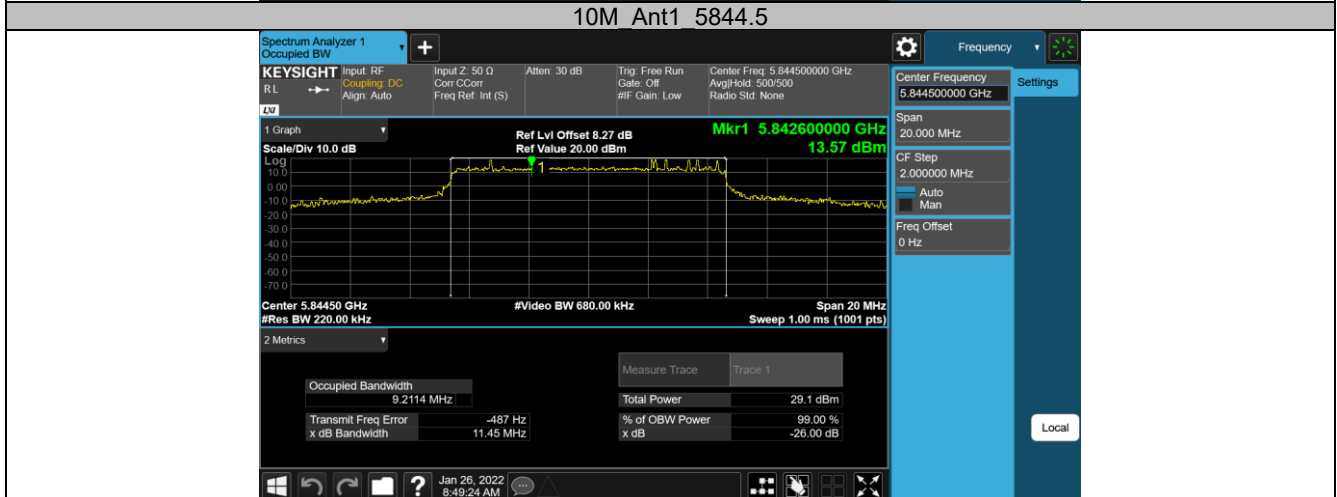 10M_Ant1_5844.5
Spectrum Analyzer 1
Occupied BW
+
Frequency
KEYSIGHT
RL
LXI
Input: RF
Coupling: DC
Align: Auto
Input Z: 50 Ω
Corr CCorr
Freq Ref: Int (S)
Atten: 30 dB
Trig: Free Run
Gate: Off
#IF Gain: Low
Center Freq: 5.844500000 GHz
Avg|Hold: 500/500
Radio Std: None
Center Frequency
5.844500000 GHz
Settings
Span
20.000 MHz
CF Step
2.000000 MHz
Auto
Man
Freq Offset
0 Hz
1 Graph
Scale/Div 10.0 dB
Ref Lvl Offset 8.27 dB
Ref Value 20.00 dBm
Mkr1 5.842600000 GHz
13.57 dBm
Log
10.0
0.00
-10.0
-20.0
-30.0
-40.0
-50.0
-60.0
-70.0
1
Center 5.84450 GHz
#Video BW 680.00 kHz
Span 20 MHz
#Res BW 220.00 kHz
Sweep 1.00 ms (1001 pts)
2 Metrics
Measure Trace
Trace 1
Occupied Bandwidth
9.2114 MHz
Total Power
29.1 dBm
Transmit Freq Error
-487 Hz
% of OBW Power
99.00 %
x dB Bandwidth
11.45 MHz
x dB
-26.00 dB
Local
?
Jan 26, 2022
8:49:24 AM